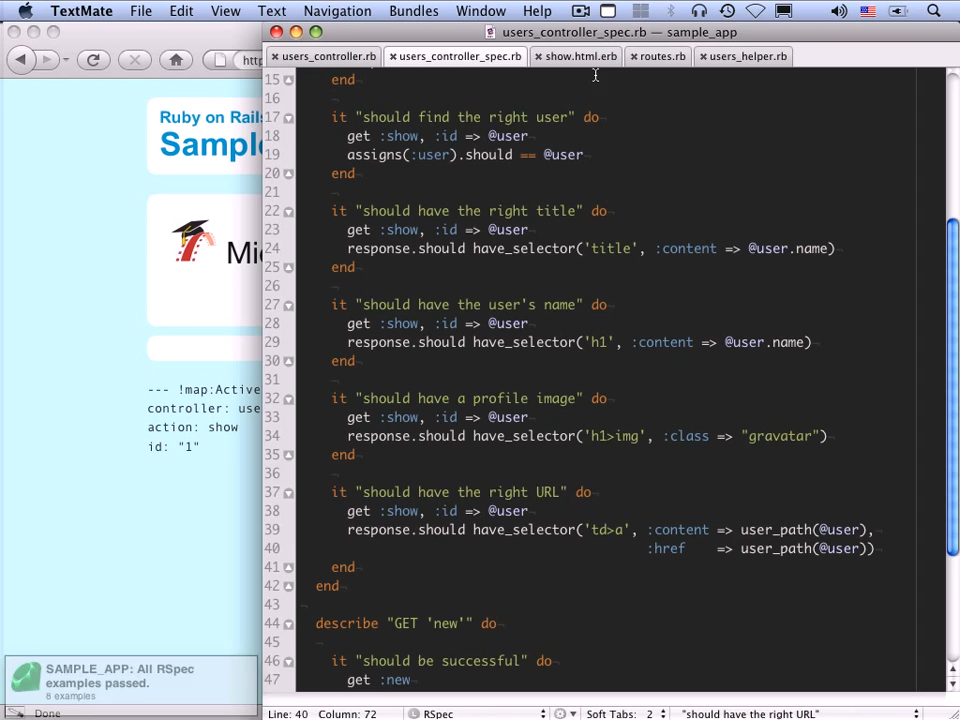 TextMate File Edit View Text Navigation Bundles Window Help
users_controller_spec.rb — sample_app
users_controller.rb users_controller_spec.rb show.html.erb routes.rb users_helper.rb
http
Ruby on Rails
Sample
--- !map:Active
controller: use
action: show
id: "1"
15 end
16
17 it "should find the right user" do
18 get :show, :id => @user
19 assigns(:user).should == @user
20 end
21
22 it "should have the right title" do
23 get :show, :id => @user
24 response.should have_selector('title', :content => @user.name)
25 end
26
27 it "should have the user's name" do
28 get :show, :id => @user
29 response.should have_selector('h1', :content => @user.name)
30 end
31
32 it "should have a profile image" do
33 get :show, :id => @user
34 response.should have_selector('h1>img', :class => "gravatar")
35 end
36
37 it "should have the right URL" do
38 get :show, :id => @user
39 response.should have_selector('td>a', :content => user_path(@user),
40 :href => user_path(@user))
41 end
42 end
43
44 describe "GET 'new'" do
45
46 it "should be successful" do
47 get :new
SAMPLE_APP: All RSpec
examples passed.
Done
Line: 40 Column: 72 RSpec Soft Tabs: 2 "should have the right URL"